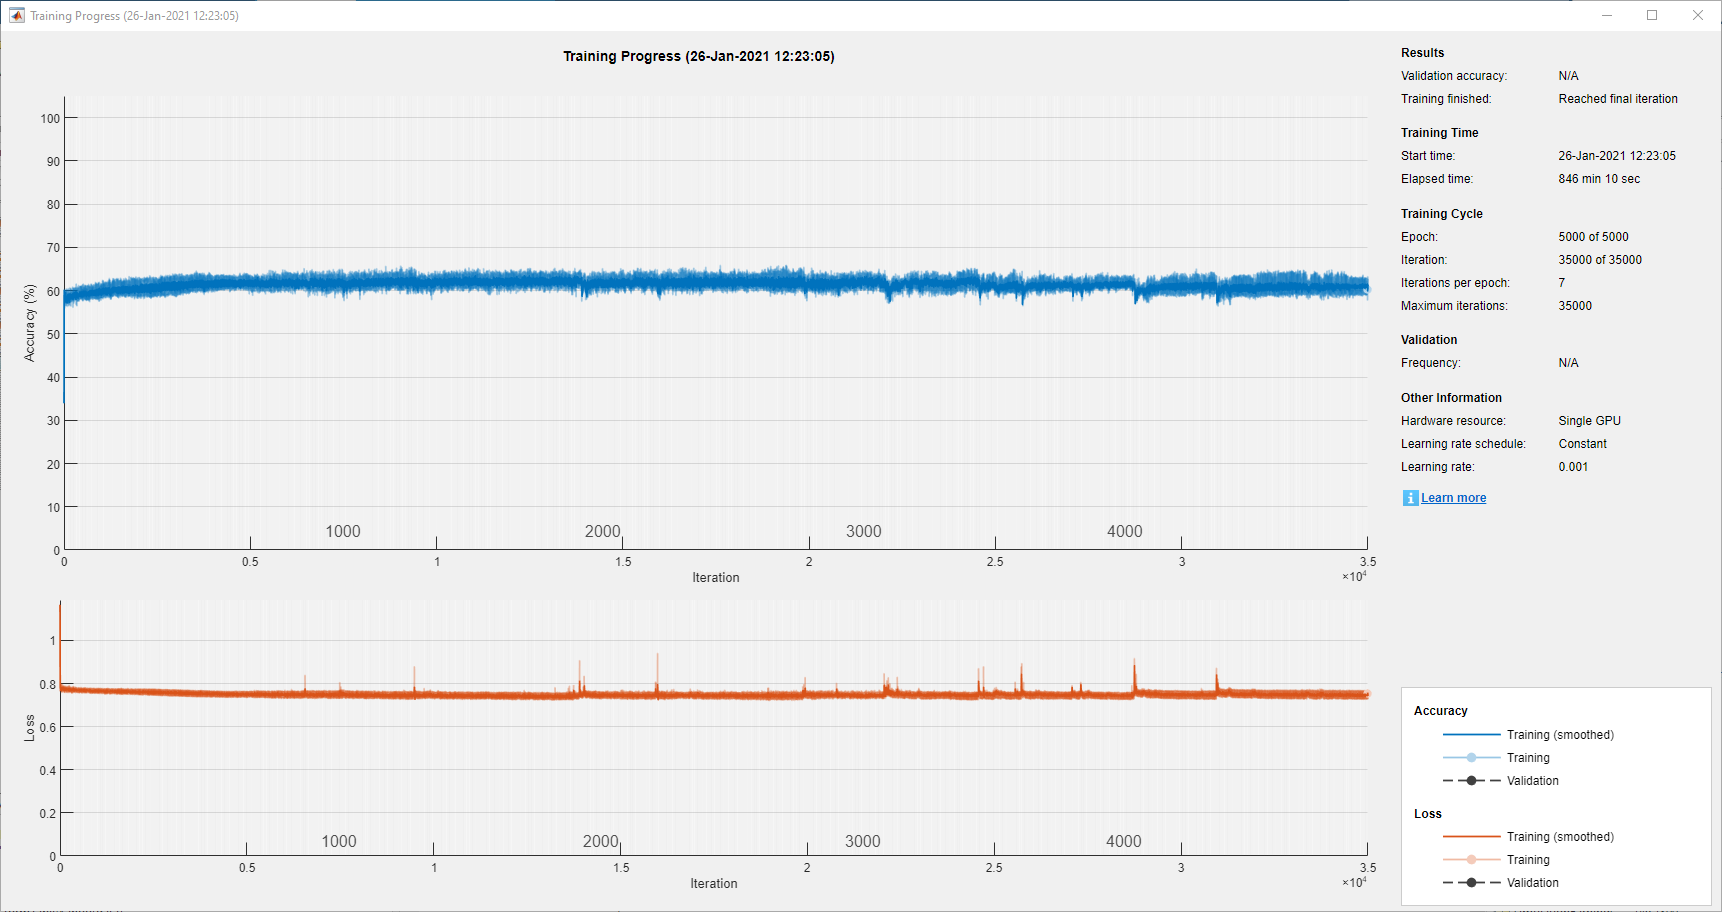 Training Progress (26-Jan-2021 12:23:05)
Training Progress (26-Jan-2021 12:23:05)
100
90
80
70
60
50
40
30
20
10
0
Accuracy (%)
1000 2000 3000 4000
0 0.5 1 1.5 2 2.5 3 3.5
×10⁴
Iteration
1
0.8
0.6
0.4
0.2
0
Loss
1000 2000 3000 4000
0 0.5 1 1.5 2 2.5 3 3.5
×10⁴
Iteration
Results
Validation accuracy: N/A
Training finished: Reached final iteration
Training Time
Start time: 26-Jan-2021 12:23:05
Elapsed time: 846 min 10 sec
Training Cycle
Epoch: 5000 of 5000
Iteration: 35000 of 35000
Iterations per epoch: 7
Maximum iterations: 35000
Validation
Frequency: N/A
Other Information
Hardware resource: Single GPU
Learning rate schedule: Constant
Learning rate: 0.001
i Learn more
Accuracy
Training (smoothed)
Training
Validation
Loss
Training (smoothed)
Training
Validation